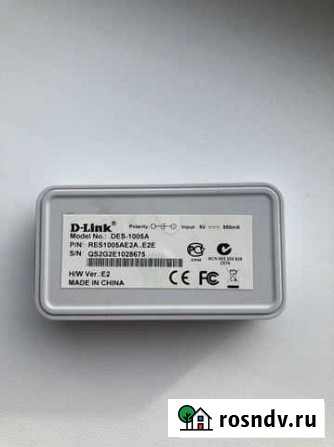 D-Link
Polarity: Input: 5V 550mA
Model No.: DES-1005A
P/N: RES1005AE2A..E2E
S/N: QS2G2E1028675
H/W Ver.:E2
MADE IN CHINA
FC CE
rosndv.ru